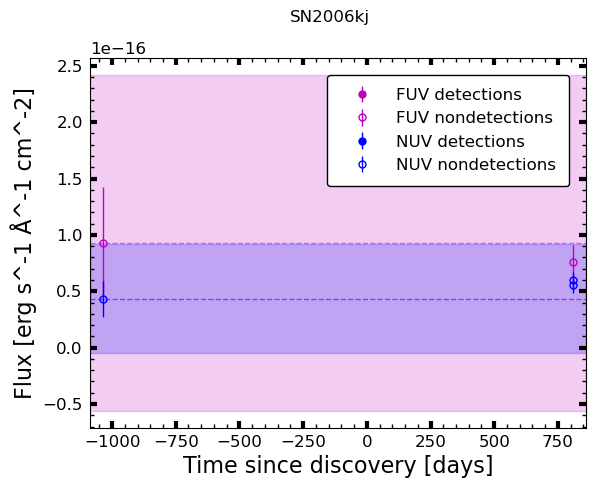 SN2006kj
1e−16
2.5
2.0
1.5
1.0
0.5
0.0
−0.5
Flux [erg s^-1 Å^-1 cm^-2]
FUV detections
FUV nondetections
NUV detections
NUV nondetections
−1000 −750 −500 −250 0 250 500 750
Time since discovery [days]